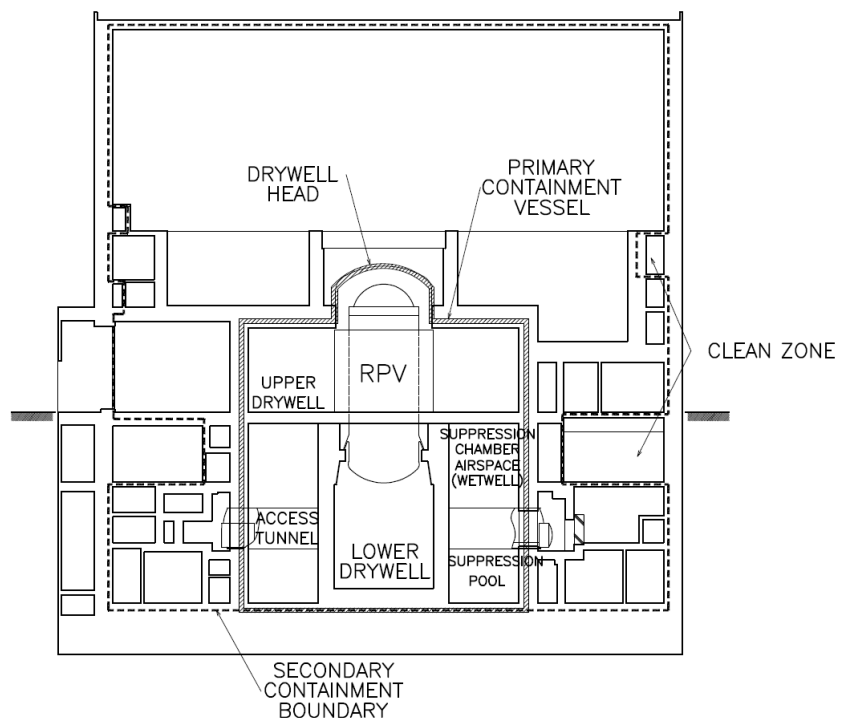 DRYWELL
HEAD
PRIMARY
CONTAINMENT
VESSEL
CLEAN ZONE
RPV
UPPER
DRYWELL
SUPPRESSION
CHAMBER
AIRSPACE
(WETWELL)
ACCESS
TUNNEL
LOWER
DRYWELL
SUPPRESSION
POOL
SECONDARY
CONTAINMENT
BOUNDARY